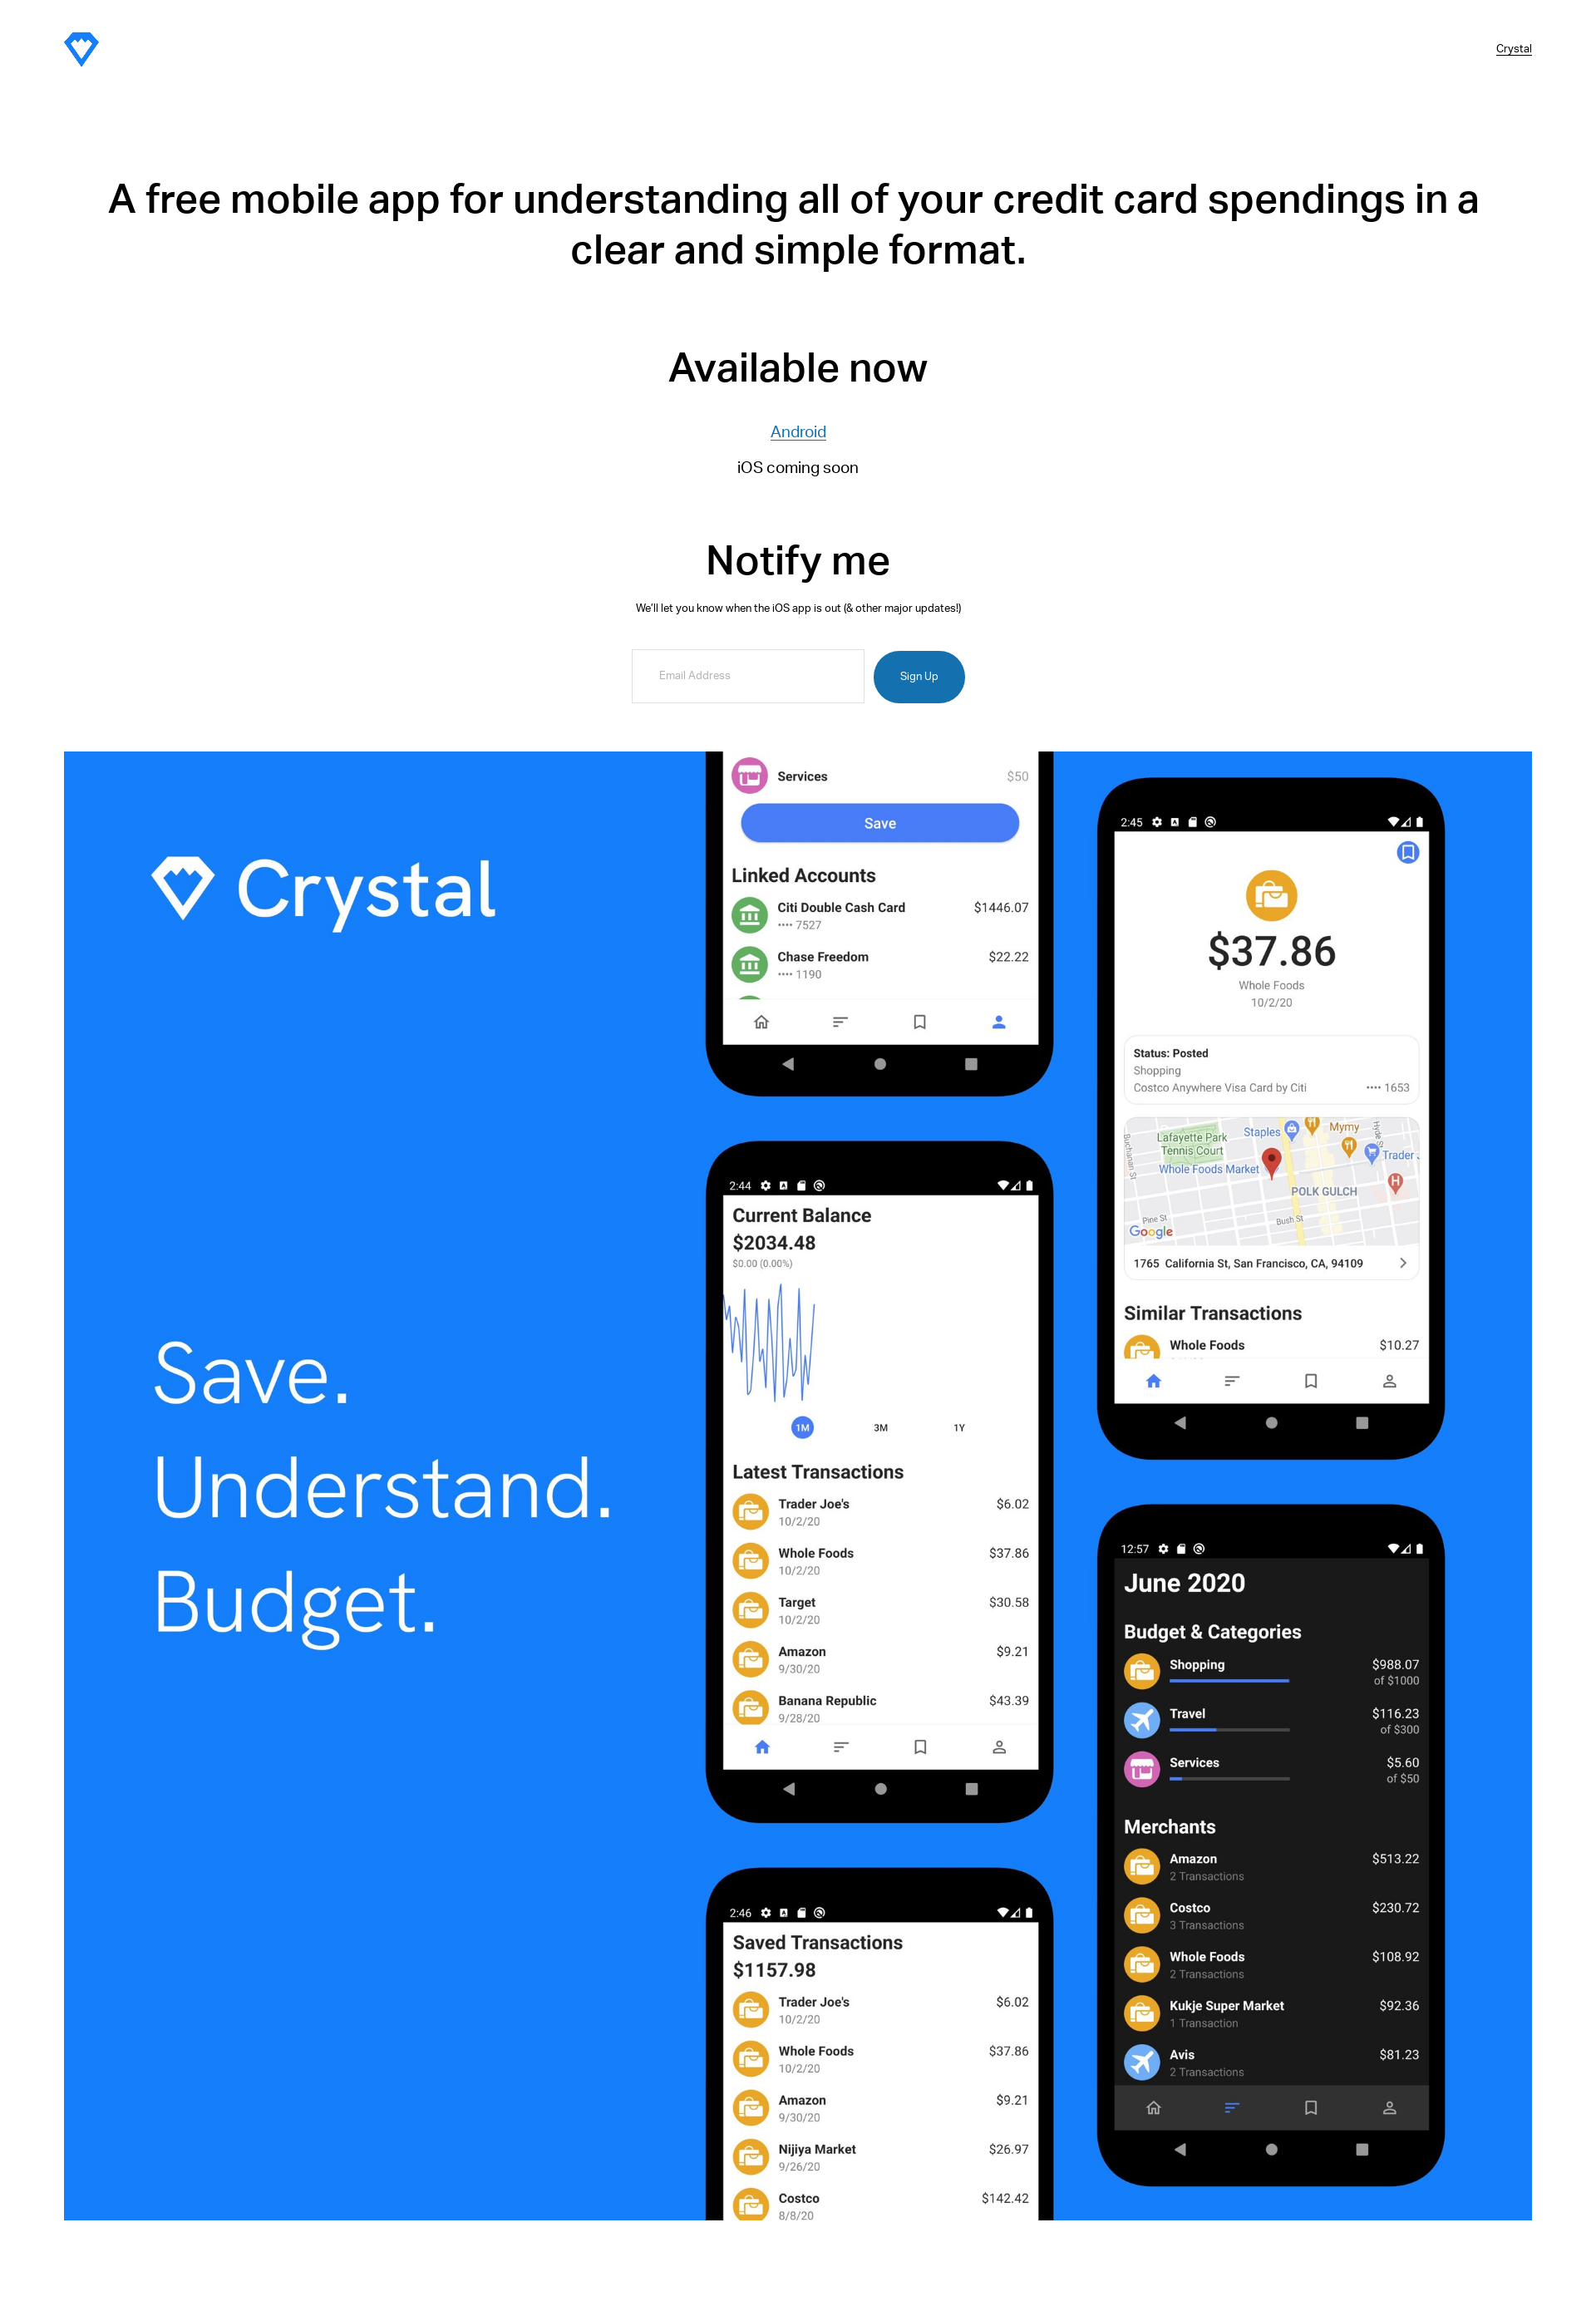 Crystal
A free mobile app for understanding all of your credit card spendings in a
clear and simple format.
Available now
Android
iOS coming soon
Notify me
We'll let you know when the iOS app is out (& other major updates!)
Email Address
Sign Up
Crystal
Save.
Understand.
Budget.
Services $50
Save
Linked Accounts
Citi Double Cash Card $1446.07
•••• 7527
Chase Freedom $22.22
•••• 1190
2:44
Current Balance
$2034.48
$0.00 (0.00%)
1M 3M 1Y
Latest Transactions
Trader Joe's $6.02
10/2/20
Whole Foods $37.86
10/2/20
Target $30.58
10/2/20
Amazon $9.21
9/30/20
Banana Republic $43.39
9/28/20
2:46
Saved Transactions
$1157.98
Trader Joe's $6.02
10/2/20
Whole Foods $37.86
10/2/20
Amazon $9.21
9/30/20
Nijiya Market $26.97
9/26/20
Costco $142.42
8/8/20
2:45
$37.86
Whole Foods
10/2/20
Status: Posted
Shopping
Costco Anywhere Visa Card by Citi •••• 1653
Lafayette Park
Tennis Court
Staples
Mymy
Hyde St
Buchanan St
Trader J
Whole Foods Market
POLK GULCH
H
Pine St
Bush St
Google
1765 California St, San Francisco, CA, 94109
Similar Transactions
Whole Foods $10.27
12:57
June 2020
Budget & Categories
Shopping $988.07
of $1000
Travel $116.23
of $300
Services $5.60
of $50
Merchants
Amazon $513.22
2 Transactions
Costco $230.72
3 Transactions
Whole Foods $108.92
2 Transactions
Kukje Super Market $92.36
1 Transaction
Avis $81.23
2 Transactions